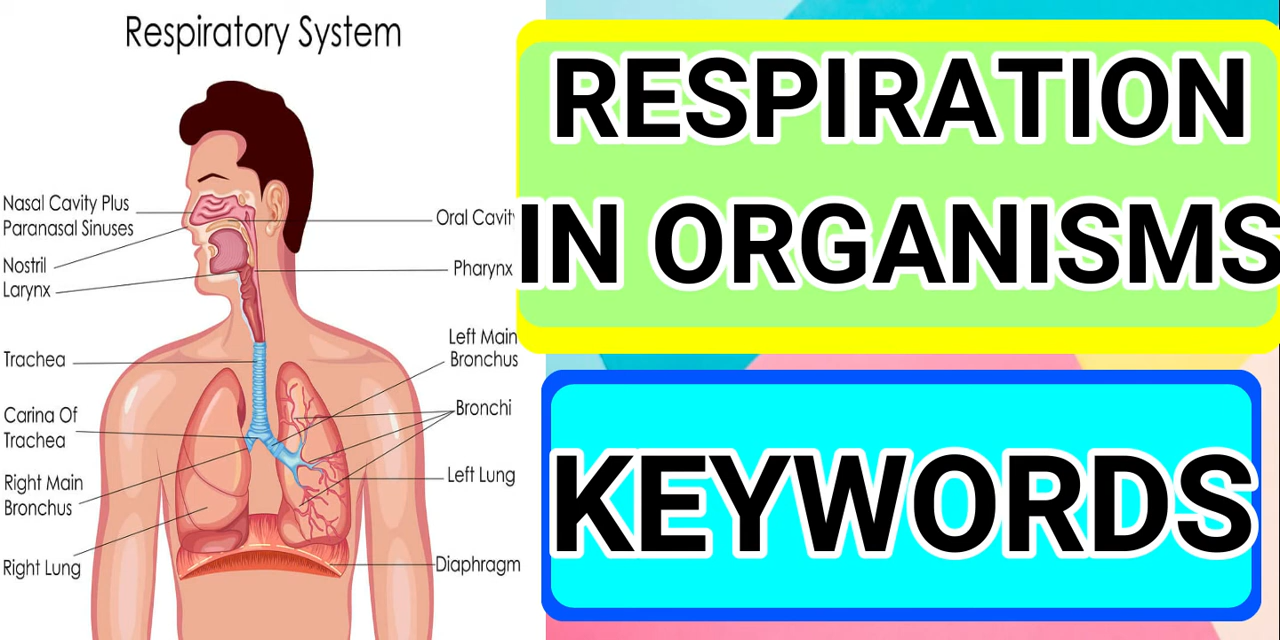 Respiratory System
Nasal Cavity Plus
Paranasal Sinuses
Nostril
Larynx
Trachea
Carina Of
Trachea
Right Main
Bronchus
Right Lung
Oral Cavity
Pharynx
Left Main
Bronchus
Bronchi
Left Lung
Diaphragm
RESPIRATION
IN ORGANISMS
KEYWORDS